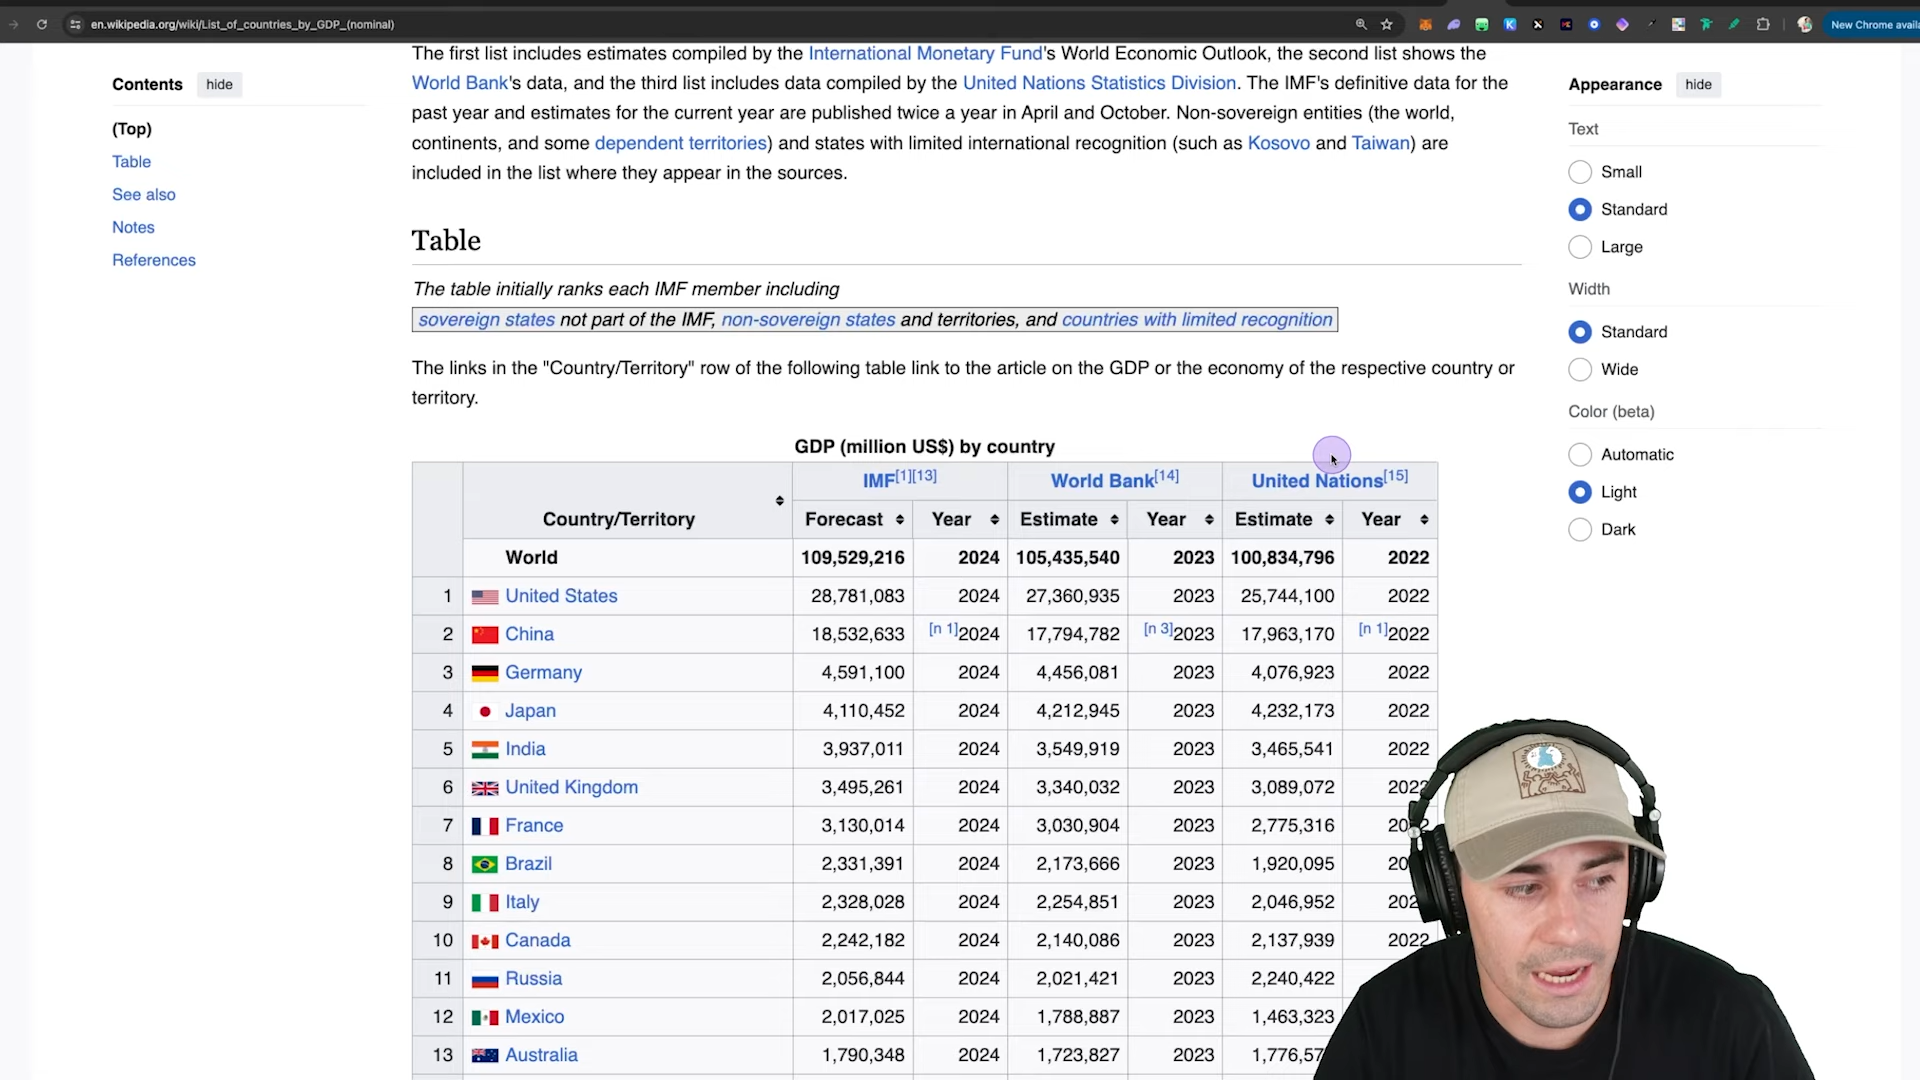 en.wikipedia.org/wiki/List_of_countries_by_GDP_(nominal)
New Chrome avail
Contents hide
(Top)
Table
See also
Notes
References
The first list includes estimates compiled by the International Monetary Fund's World Economic Outlook, the second list shows the
World Bank's data, and the third list includes data compiled by the United Nations Statistics Division. The IMF's definitive data for the
past year and estimates for the current year are published twice a year in April and October. Non-sovereign entities (the world,
continents, and some dependent territories) and states with limited international recognition (such as Kosovo and Taiwan) are
included in the list where they appear in the sources.
Table
The table initially ranks each IMF member including
sovereign states not part of the IMF, non-sovereign states and territories, and countries with limited recognition
The links in the "Country/Territory" row of the following table link to the article on the GDP or the economy of the respective country or
territory.
GDP (million US$) by country
Country/Territory IMF[1][13] World Bank[14] United Nations[15]
Forecast Year Estimate Year Estimate Year
World 109,529,216 2024 105,435,540 2023 100,834,796 2022
1 United States 28,781,083 2024 27,360,935 2023 25,744,100 2022
2 China 18,532,633 [n 1]2024 17,794,782 [n 3]2023 17,963,170 [n 1]2022
3 Germany 4,591,100 2024 4,456,081 2023 4,076,923 2022
4 Japan 4,110,452 2024 4,212,945 2023 4,232,173 2022
5 India 3,937,011 2024 3,549,919 2023 3,465,541 2022
6 United Kingdom 3,495,261 2024 3,340,032 2023 3,089,072 2022
7 France 3,130,014 2024 3,030,904 2023 2,775,316
8 Brazil 2,331,391 2024 2,173,666 2023 1,920,095
9 Italy 2,328,028 2024 2,254,851 2023 2,046,952
10 Canada 2,242,182 2024 2,140,086 2023 2,137,939 2022
11 Russia 2,056,844 2024 2,021,421 2023 2,240,422
12 Mexico 2,017,025 2024 1,788,887 2023 1,463,323
13 Australia 1,790,348 2024 1,723,827 2023 1,776,57
Appearance hide
Text
Small
Standard
Large
Width
Standard
Wide
Color (beta)
Automatic
Light
Dark